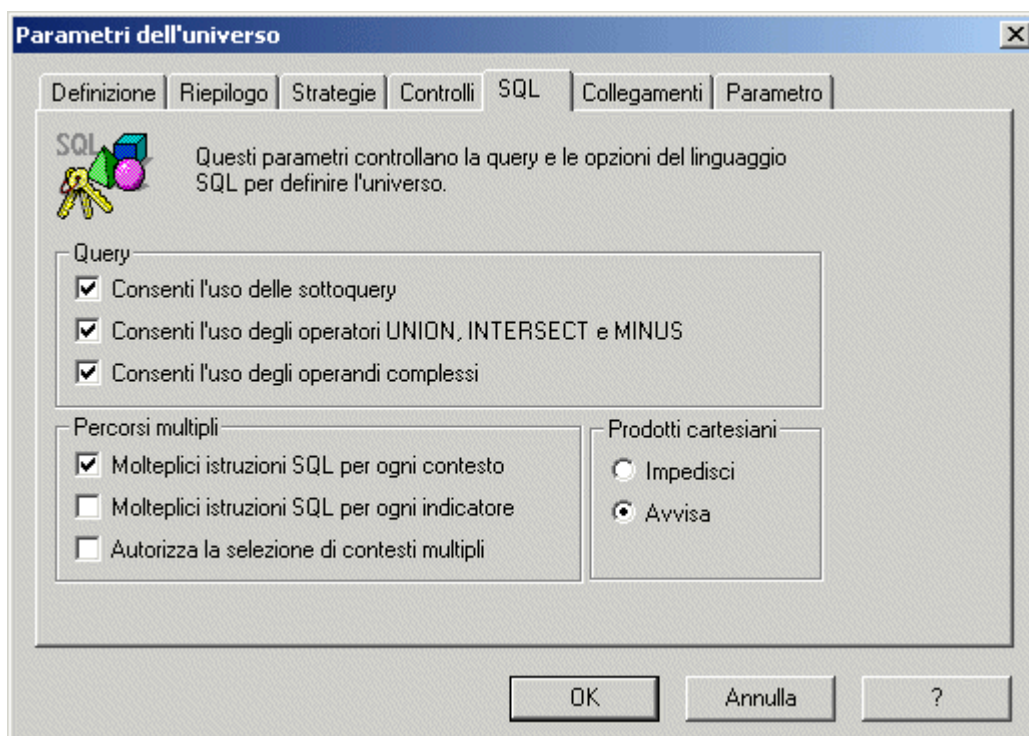 Parametri dell'universo
Definizione Riepilogo Strategie Controlli SQL Collegamenti Parametro
SQL
Questi parametri controllano la query e le opzioni del linguaggio
SQL per definire l'universo.
Query
Consenti l'uso delle sottoquery
Consenti l'uso degli operatori UNION, INTERSECT e MINUS
Consenti l'uso degli operandi complessi
Percorsi multipli
Molteplici istruzioni SQL per ogni contesto
Molteplici istruzioni SQL per ogni indicatore
Autorizza la selezione di contesti multipli
Prodotti cartesiani
Impedisci
Avvisa
OK Annulla ?